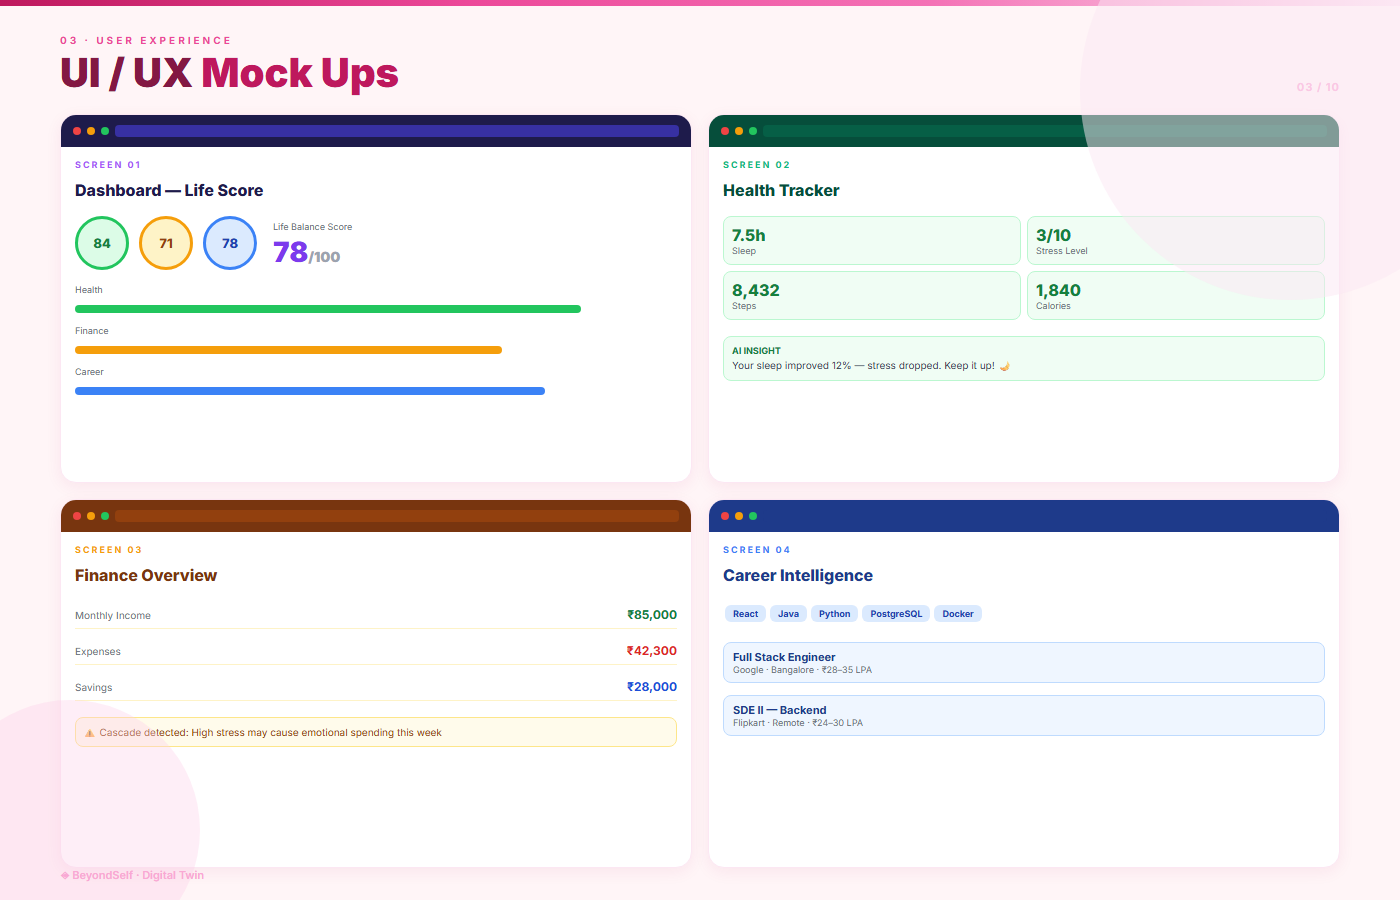 03 · USER EXPERIENCE
UI / UX Mock Ups
03 / 10
SCREEN 01
Dashboard — Life Score
84
71
78
Life Balance Score
78/100
Health
Finance
Career
SCREEN 02
Health Tracker
7.5h
Sleep
3/10
Stress Level
8,432
Steps
1,840
Calories
AI INSIGHT
Your sleep improved 12% — stress dropped. Keep it up! 🌙
SCREEN 03
Finance Overview
Monthly Income ₹85,000
Expenses ₹42,300
Savings ₹28,000
⚠ Cascade detected: High stress may cause emotional spending this week
SCREEN 04
Career Intelligence
React Java Python PostgreSQL Docker
Full Stack Engineer
Google · Bangalore · ₹28–35 LPA
SDE II — Backend
Flipkart · Remote · ₹24–30 LPA
◈ BeyondSelf · Digital Twin